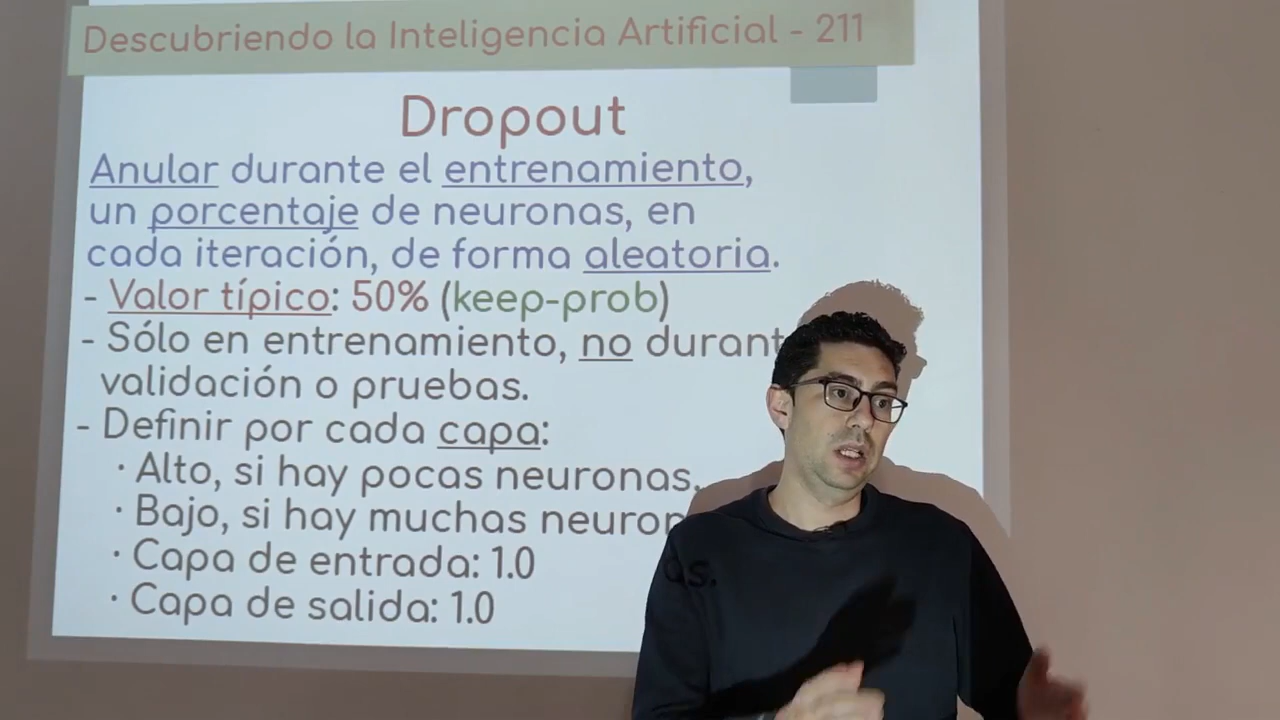 Descubriendo la Inteligencia Artificial - 211
Dropout
Anular durante el entrenamiento,
un porcentaje de neuronas, en
cada iteración, de forma aleatoria.
- Valor típico: 50% (keep-prob)
- Sólo en entrenamiento, no durant
validación o pruebas.
- Definir por cada capa:
· Alto, si hay pocas neuronas.
· Bajo, si hay muchas neuron
as.
· Capa de entrada: 1.0
· Capa de salida: 1.0